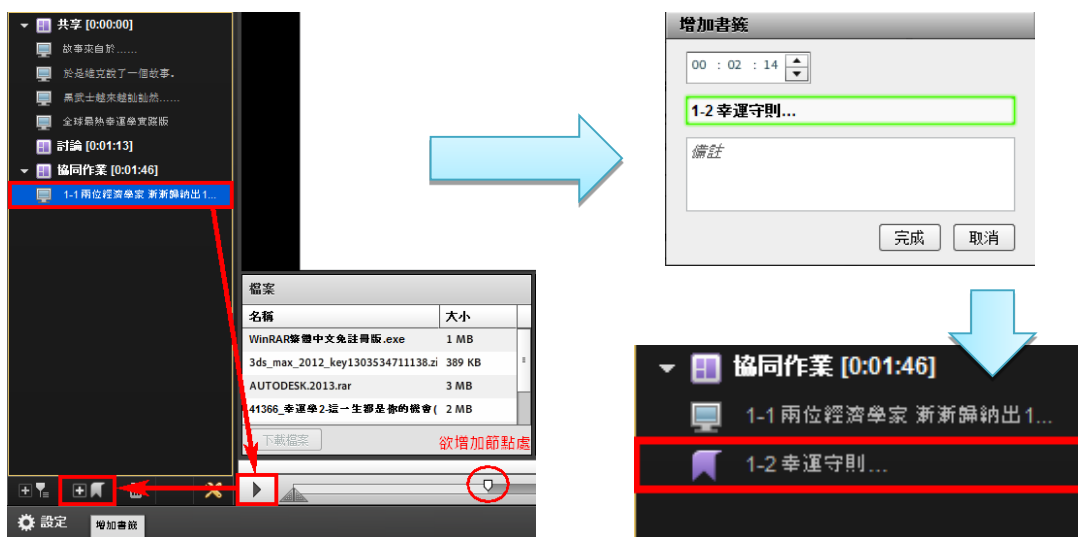 共享 [0:00:00]
故事來自於......
於是維克說了一個故事.
黑武士越來越訕訕然......
全球最熱幸運學實踐版
討論 [0:01:13]
協同作業 [0:01:46]
1-1 兩位經濟學家 漸漸歸納出1...
檔案
名稱 大小
WinRAR繁體中文免註冊版.exe 1 MB
3ds_max_2012_key1303534711138.zi 389 KB
AUTODESK.2013.rar 3 MB
41366_幸運學2-這一生都是你的機會( 2 MB
下載檔案
欲增加節點處
設定
增加書籤
增加書籤
00 : 02 : 14
1-2 幸運守則...
備註
完成 取消
協同作業 [0:01:46]
1-1 兩位經濟學家 漸漸歸納出1...
1-2 幸運守則...